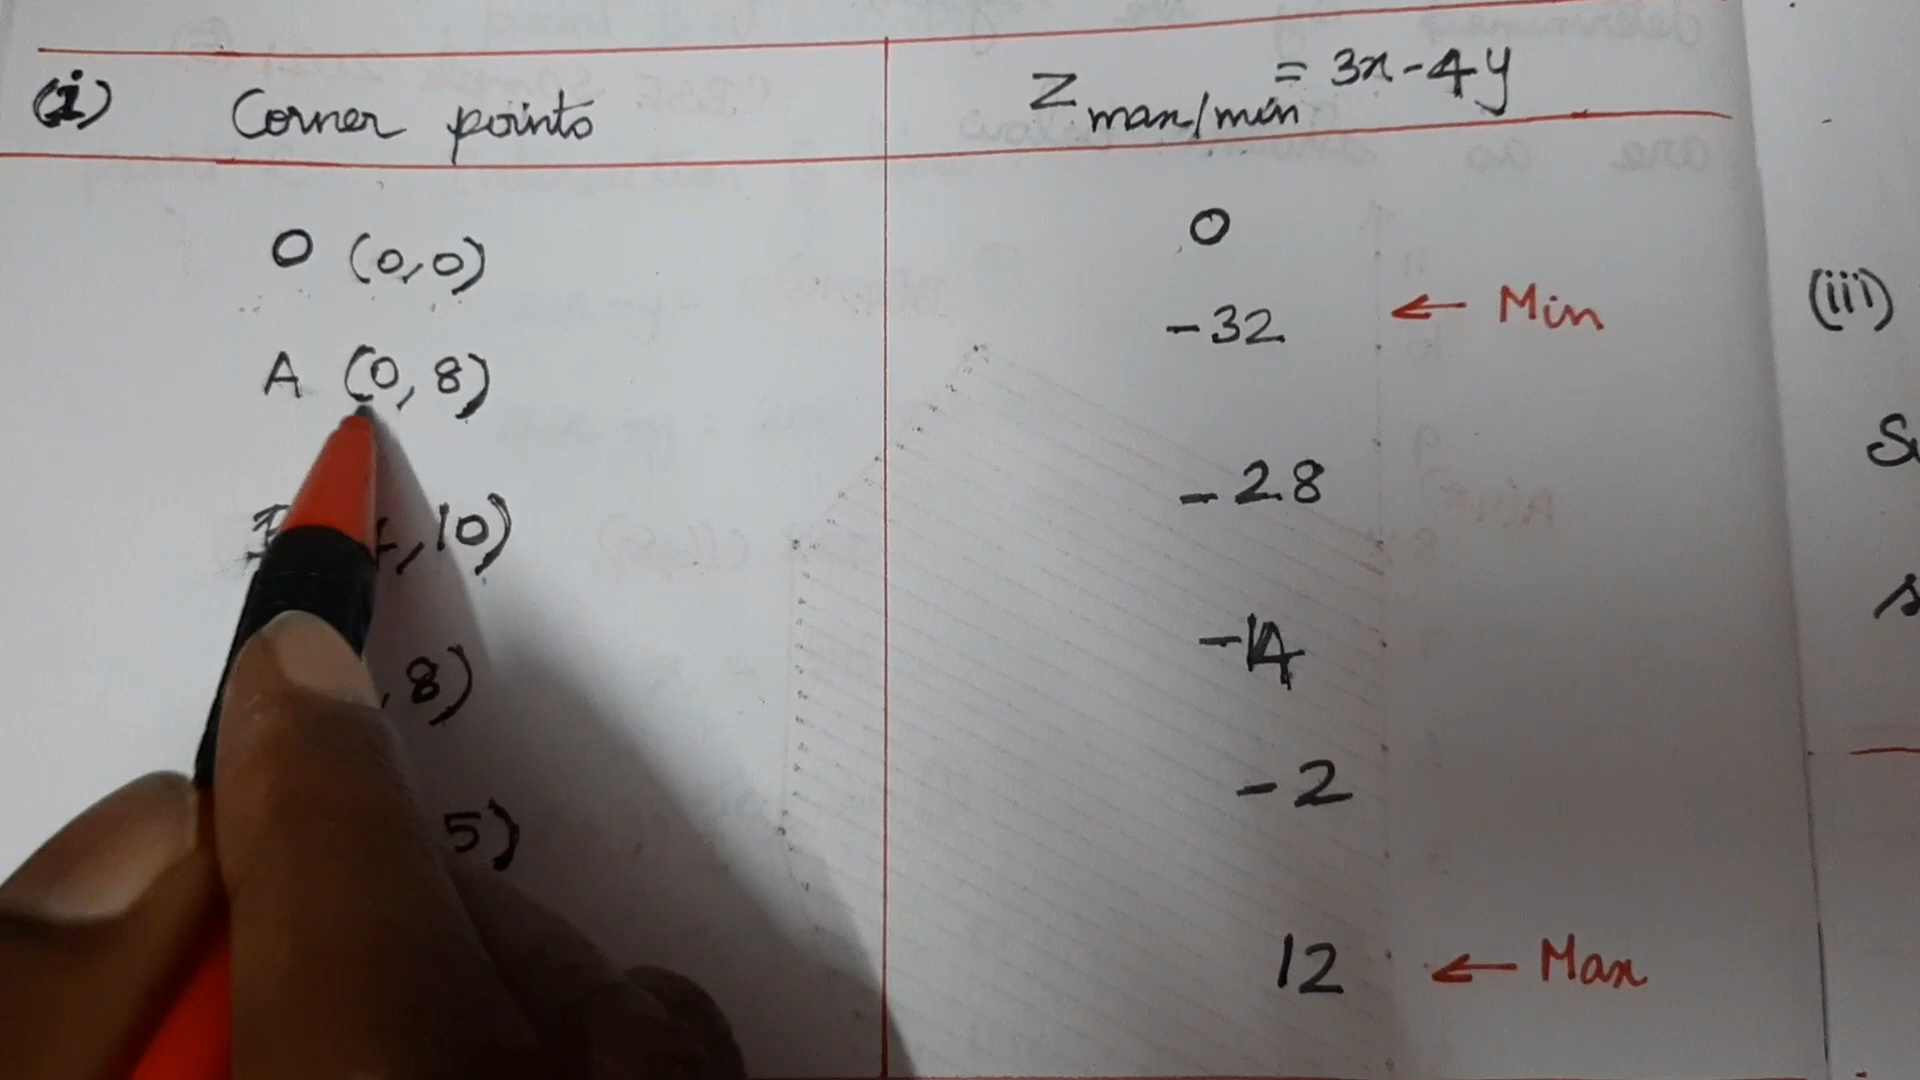 (i) Corner points Z max/min = 3x-4y
O (0,0) 0
A (0,8) -32 ← Min
,10) -28
,8) -14
5) -2
12 ← Max
(iii)